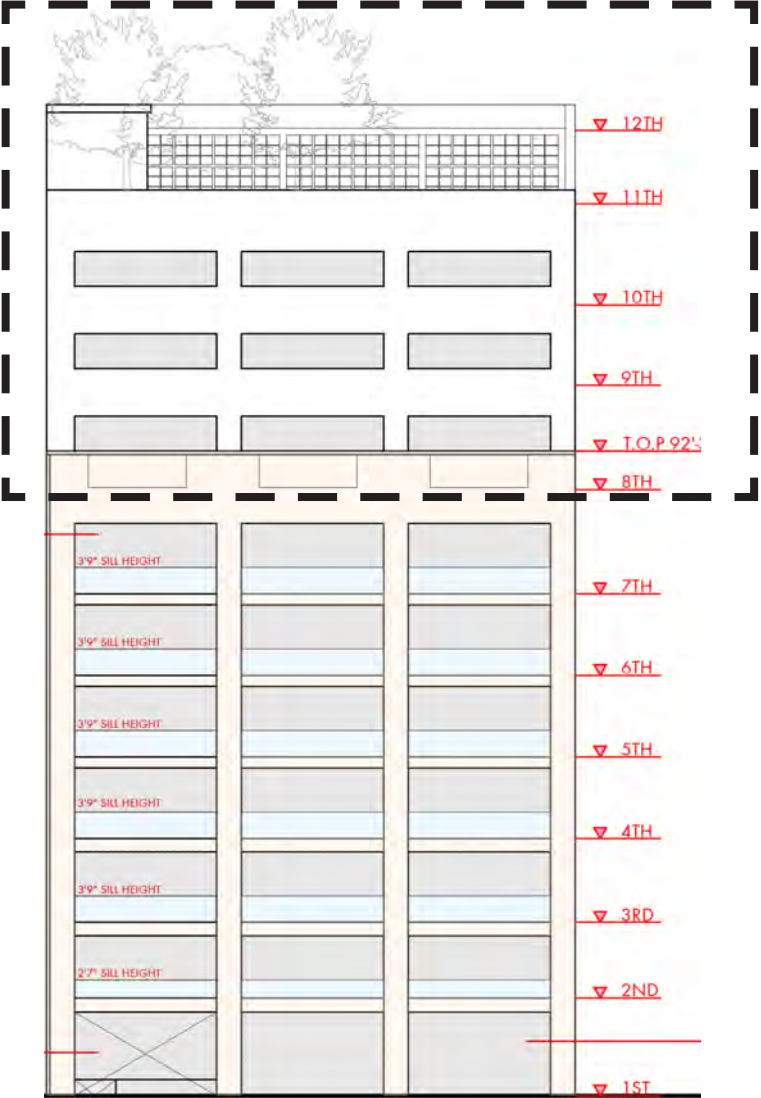 12TH
11TH
10TH
9TH
T.O.P 92'
8TH
3'9" SILL HEIGHT
7TH
3'9" SILL HEIGHT
6TH
3'9" SILL HEIGHT
5TH
3'9" SILL HEIGHT
4TH
3'9" SILL HEIGHT
3RD
2'7" SILL HEIGHT
2ND
1ST